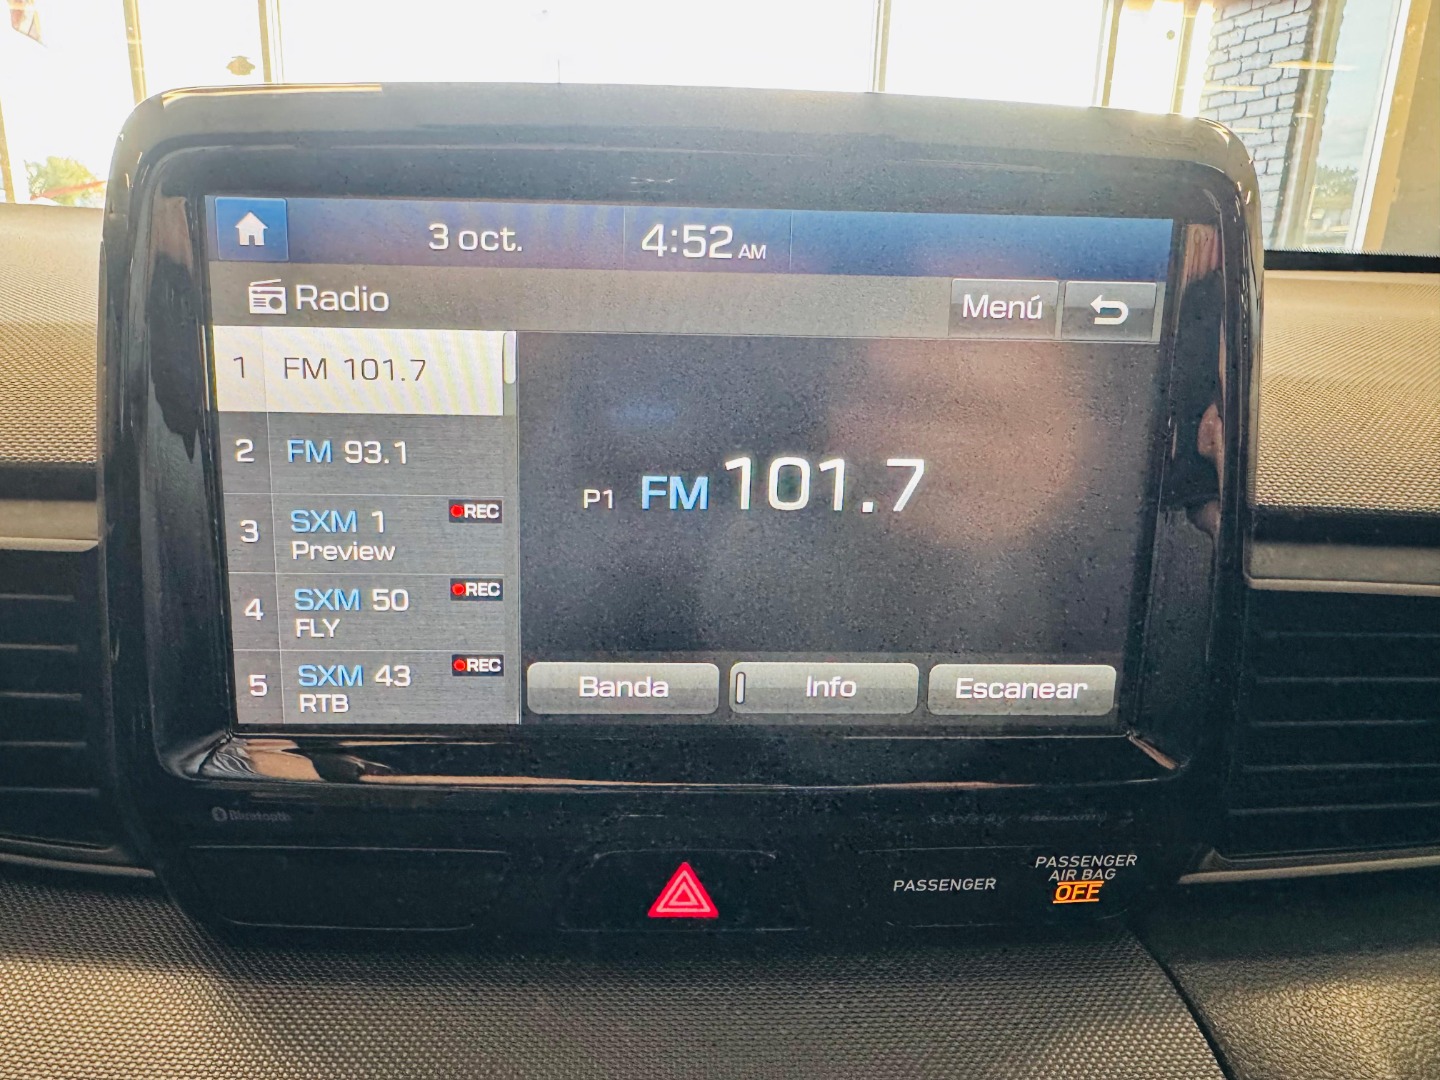 3 oct. 4:52 AM
Radio Menú
1 FM 101.7
2 FM 93.1
3 SXM 1 REC
Preview
4 SXM 50 REC
FLY
5 SXM 43 REC
RTB
P1 FM 101.7
Banda Info Escanear
Bluetooth
PASSENGER
PASSENGER
AIR BAG
OFF